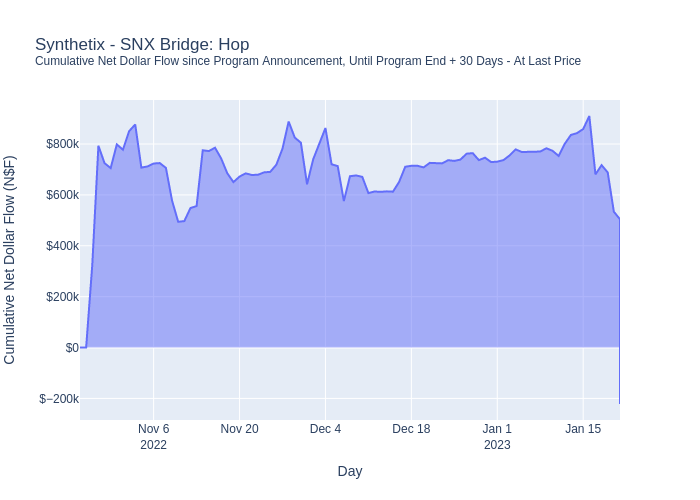 Synthetix - SNX Bridge: Hop
Cumulative Net Dollar Flow since Program Announcement, Until Program End + 30 Days - At Last Price
Cumulative Net Dollar Flow (N$F)
$800k
$600k
$400k
$200k
$0
$−200k
Nov 6 Nov 20 Dec 4 Dec 18 Jan 1 Jan 15
2022 2023
Day